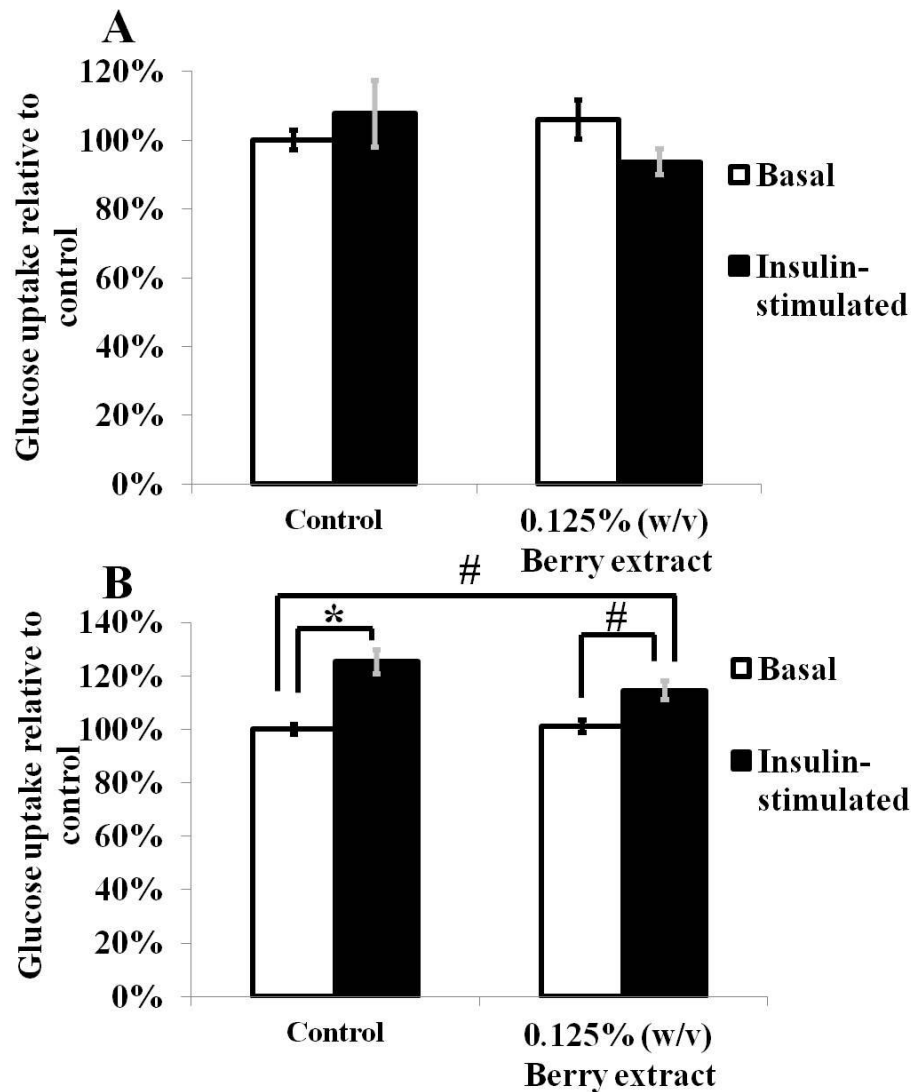 A
Glucose uptake relative to
control
120%
100%
80%
60%
40%
20%
0%
Control
0.125% (w/v)
Berry extract
Basal
Insulin-
stimulated
B
#
*
#
Glucose uptake relative to
control
140%
120%
100%
80%
60%
40%
20%
0%
Control
0.125% (w/v)
Berry extract
Basal
Insulin-
stimulated